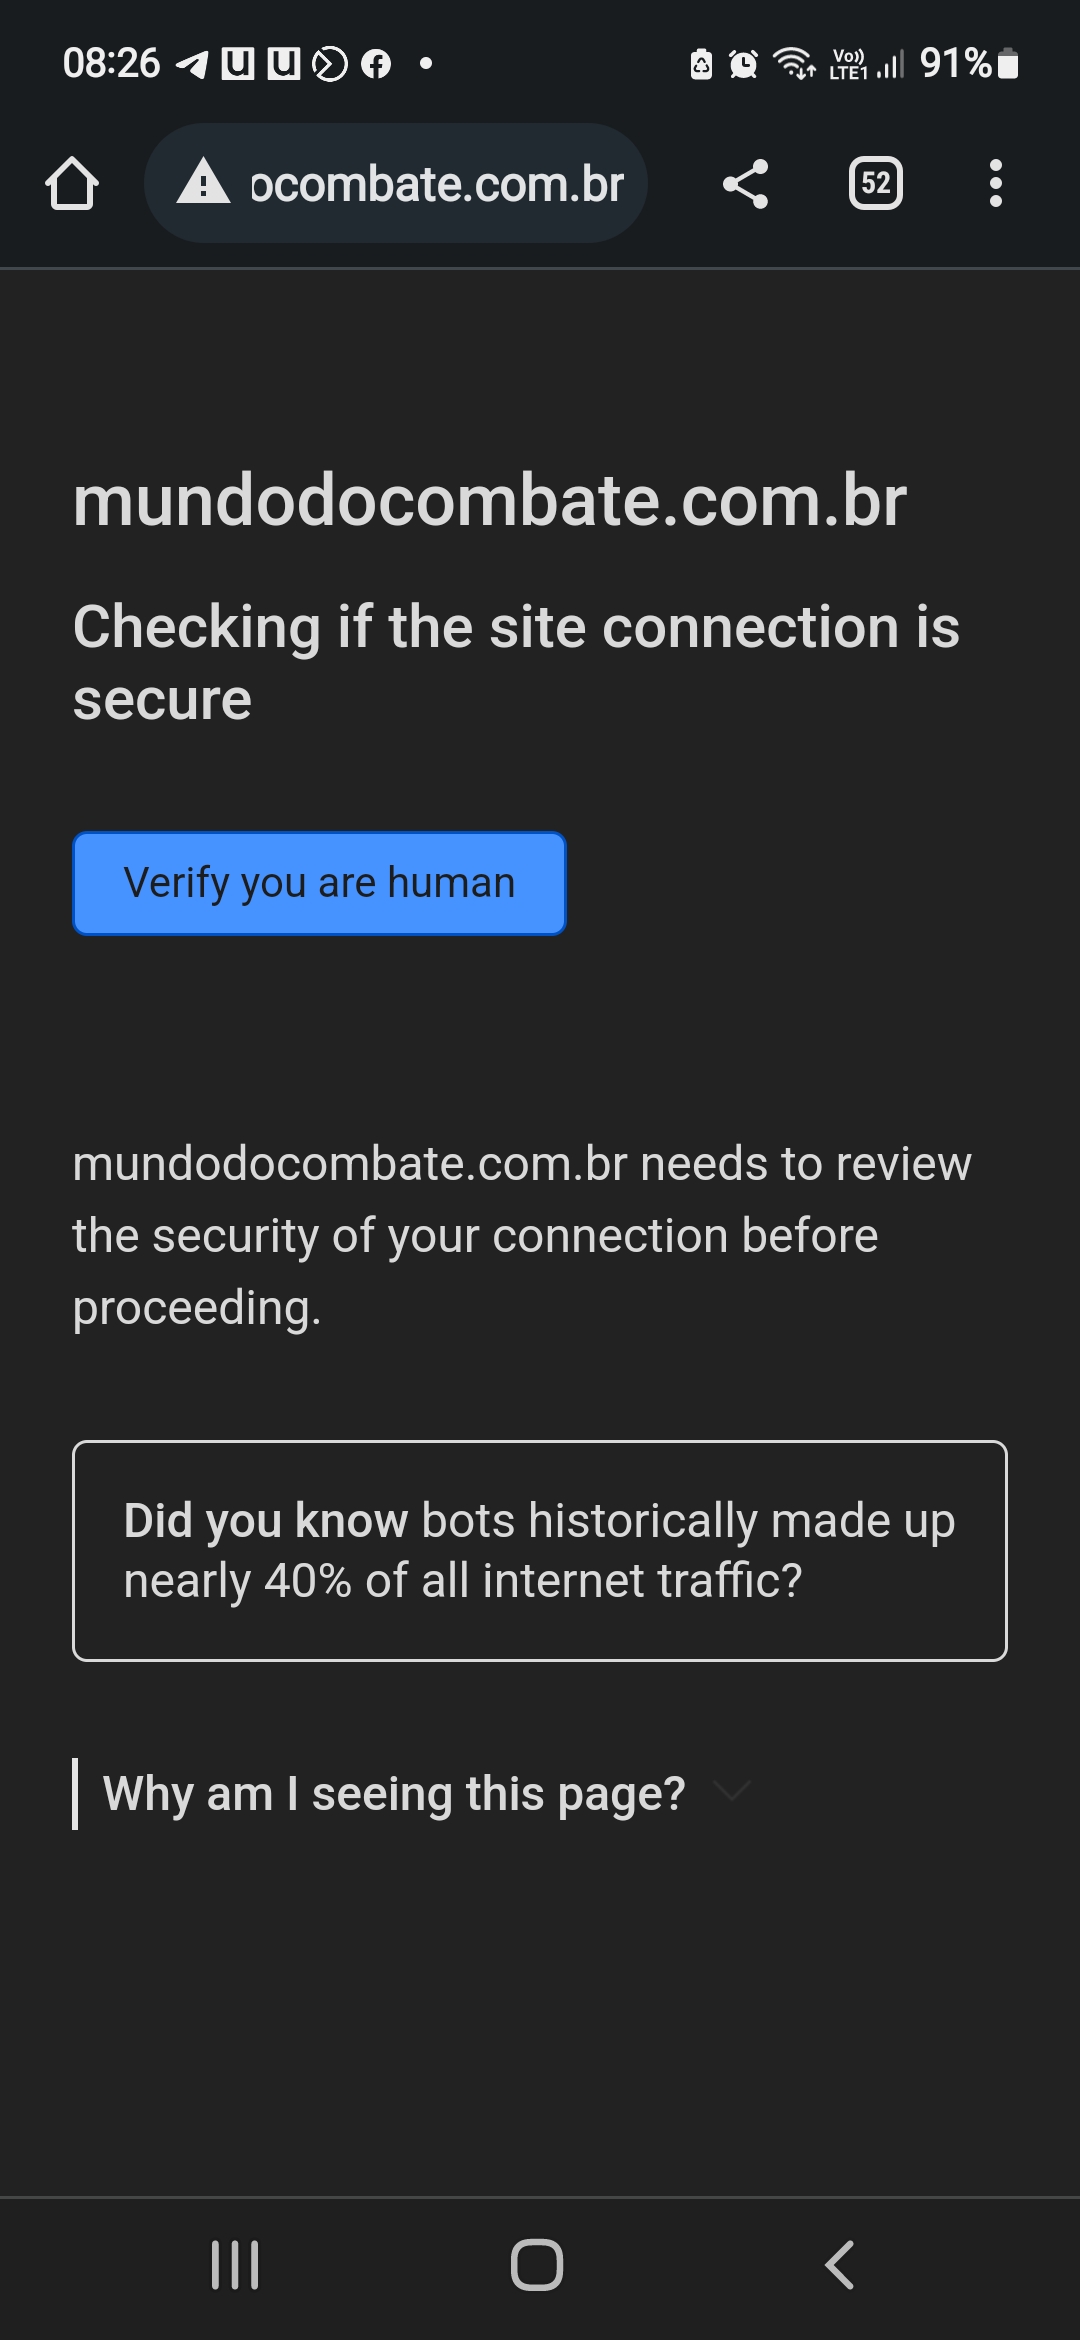 08:26 Vo)) LTE1 91%
ocombate.com.br 52
mundodocombate.com.br
Checking if the site connection is
secure
Verify you are human
mundodocombate.com.br needs to review
the security of your connection before
proceeding.
Did you know bots historically made up
nearly 40% of all internet traffic?
Why am I seeing this page?